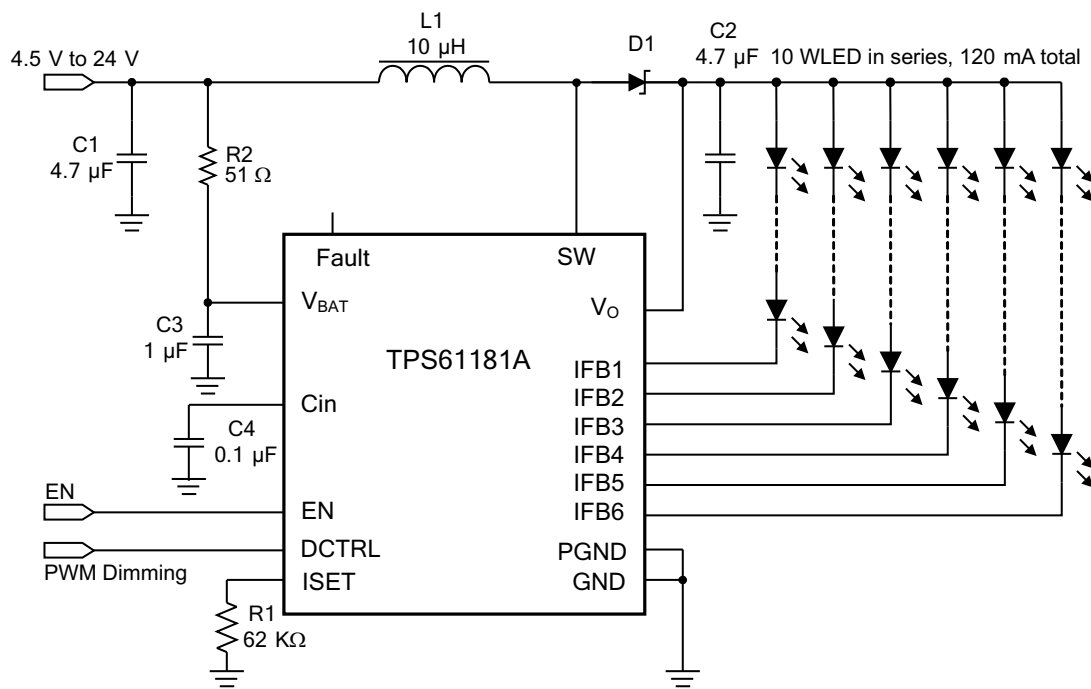 L1
10 µH
D1
C2
4.7 µF
10 WLED in series, 120 mA total
4.5 V to 24 V
C1
4.7 µF
R2
51 Ω
Fault
SW
V_BAT
V_O
C3
1 µF
TPS61181A
IFB1
IFB2
IFB3
IFB4
IFB5
IFB6
Cin
C4
0.1 µF
EN
EN
DCTRL
PWM Dimming
ISET
PGND
GND
R1
62 KΩ